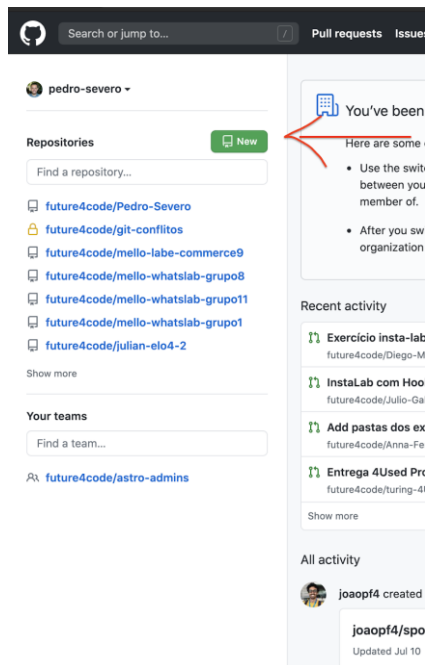 Search or jump to... /
Pull requests Issues
pedro-severo
Repositories
New
Find a repository...
future4code/Pedro-Severo
future4code/git-conflitos
future4code/mello-labe-commerce9
future4code/mello-whatslab-grupo8
future4code/mello-whatslab-grupo11
future4code/mello-whatslab-grupo1
future4code/julian-elo4-2
Show more
Your teams
Find a team...
future4code/astro-admins
You've been
Here are some
Use the swit
between you
member of.
After you sw
organization
Recent activity
Exercício insta-lab
future4code/Diego-M
InstaLab com Hoo
future4code/Julio-Ga
Add pastas dos ex
future4code/Anna-Fe
Entrega 4Used Pro
future4code/turing-4
Show more
All activity
joaopf4 created
joaopf4/spo
Updated Jul 10